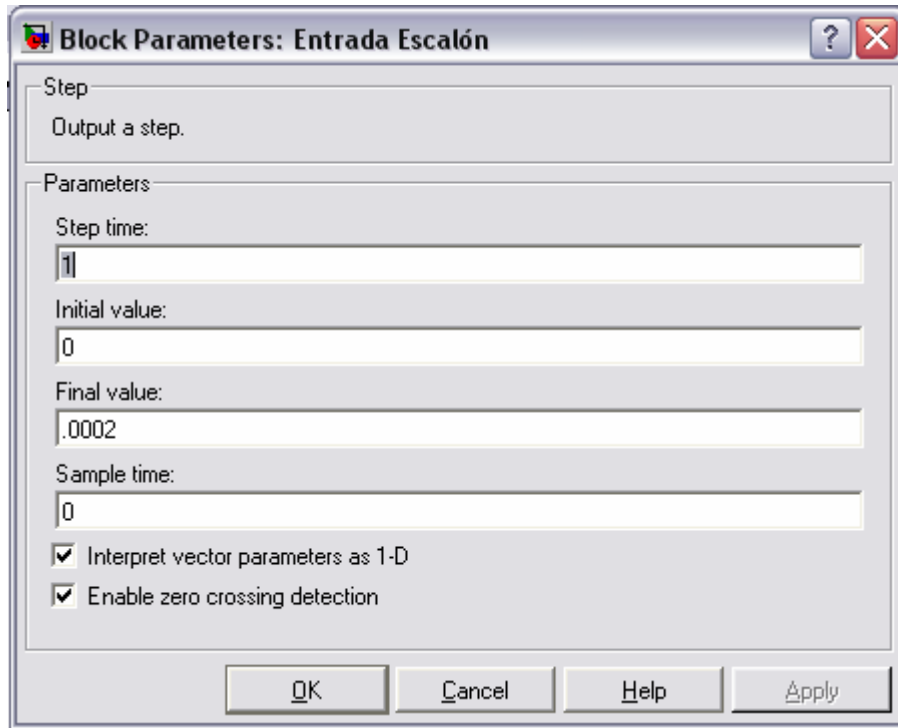 Block Parameters: Entrada Escalón
Step
Output a step.
Parameters
Step time:
1
Initial value:
0
Final value:
.0002
Sample time:
0
Interpret vector parameters as 1-D
Enable zero crossing detection
OK Cancel Help Apply